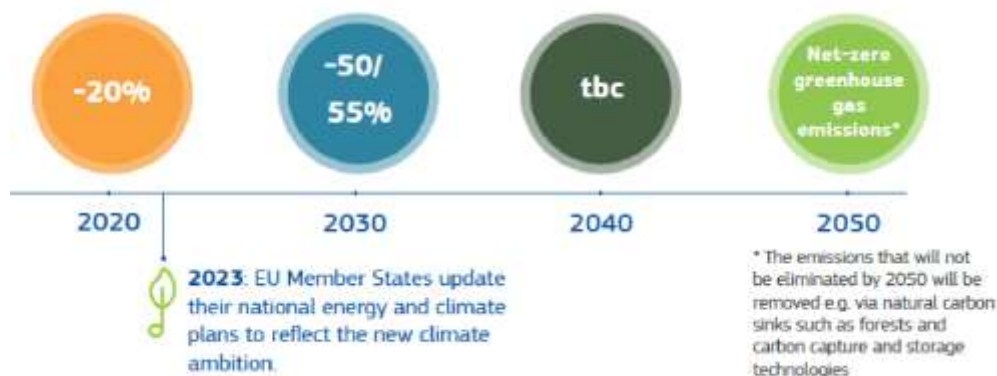 -20%
-50/
55%
tbc
Net-zero
greenhouse
gas
emissions*
2020
2030
2040
2050
2023: EU Member States update
their national energy and climate
plans to reflect the new climate
ambition.
* The emissions that will not
be eliminated by 2050 will be
removed e.g. via natural carbon
sinks such as forests and
carbon capture and storage
technologies